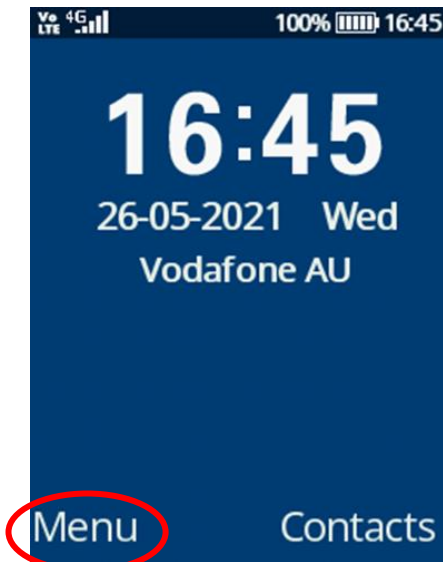 Vo LTE 4G 100% 16:45
16:45
26-05-2021 Wed
Vodafone AU
Menu Contacts